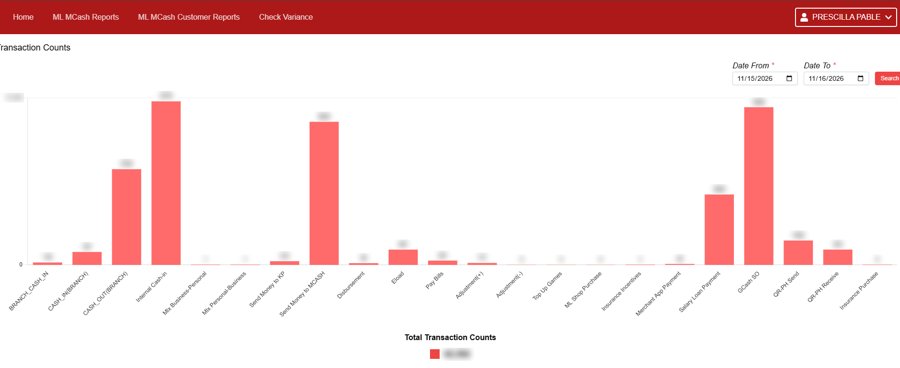 Home ML MCash Reports ML MCash Customer Reports Check Variance PRESCILLA PABLE
Transaction Counts
Date From * Date To *
11/15/2026 11/16/2026 Search
0
BRANCH_CASH_IN
CASH_IN(BRANCH)
CASH_OUT(BRANCH)
Internal Cash-in
Mlx Business-Personal
Mlx Personal-Business
Send Money to KP
Send Money to MCASH
Disbursement
Eload
Pay Bills
Adjustment(+)
Adjustment(-)
Top Up Games
ML Shop Purchase
Insurance Incentives
Merchant App Payment
Salary Loan Payment
GCash SO
QR-PH Send
QR-PH Receive
Insurance Purchase
Total Transaction Counts